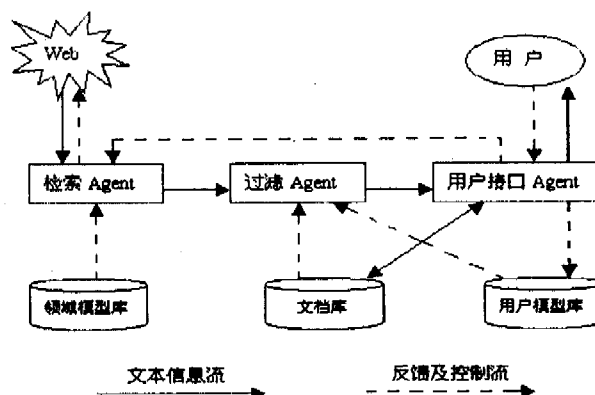 Web
用户
检索 Agent
过滤 Agent
用户接口 Agent
领域模型库
文档库
用户模型库
文本信息流
反馈及控制流